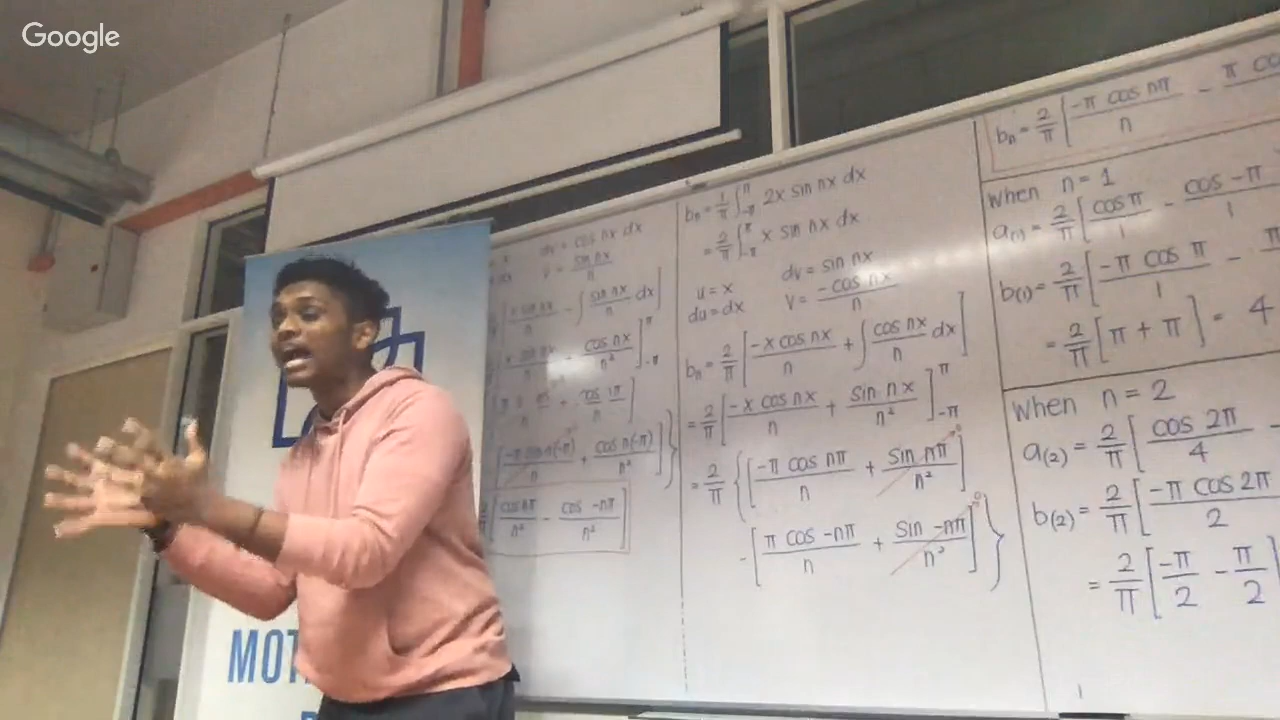 Google
MOT
dv = cos nx dx
v = sin nx/n
∫ sin nx/n dx]
cos nx/n²]π -π
[-π cos n(-π)/n + cos n(-π)/n²]}
[cos nπ/n² - cos -nπ/n²]
bn = 1/π ∫π -π 2x sin nx dx
= 2/π ∫π -π x sin nx dx
u = x dv = sin nx
du = dx v = -cos nx/n
bn = 2/π [-x cos nx/n + ∫ cos nx/n dx]
= 2/π [-x cos nx/n + sin nx/n²]π -π
= 2/π {[-π cos nπ/n + sin nπ/n² 0]
- [π cos -nπ/n + sin -nπ/n² 0]}
bn = 2/π [-π cos nπ/n - π co
when n = 1
a(1) = 2/π [cos π/1 - cos -π/1
b(1) = 2/π [-π cos π/1 - π
= 2/π [π + π] = 4
when n = 2
a(2) = 2/π [cos 2π/4 -
b(2) = 2/π [-π cos 2π/2
= 2/π [-π/2 - π/2]